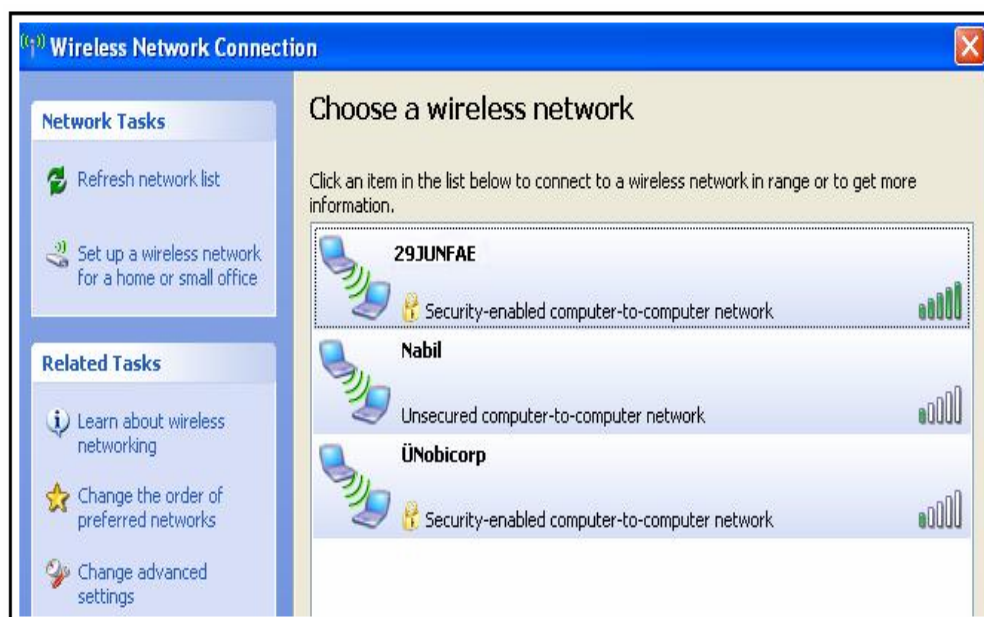 Wireless Network Connection
Network Tasks
Refresh network list
Set up a wireless network
for a home or small office
Related Tasks
Learn about wireless
networking
Change the order of
preferred networks
Change advanced
settings
Choose a wireless network
Click an item in the list below to connect to a wireless network in range or to get more
information.
29JUNFAE
Security-enabled computer-to-computer network
Nabil
Unsecured computer-to-computer network
ÜNobicorp
Security-enabled computer-to-computer network